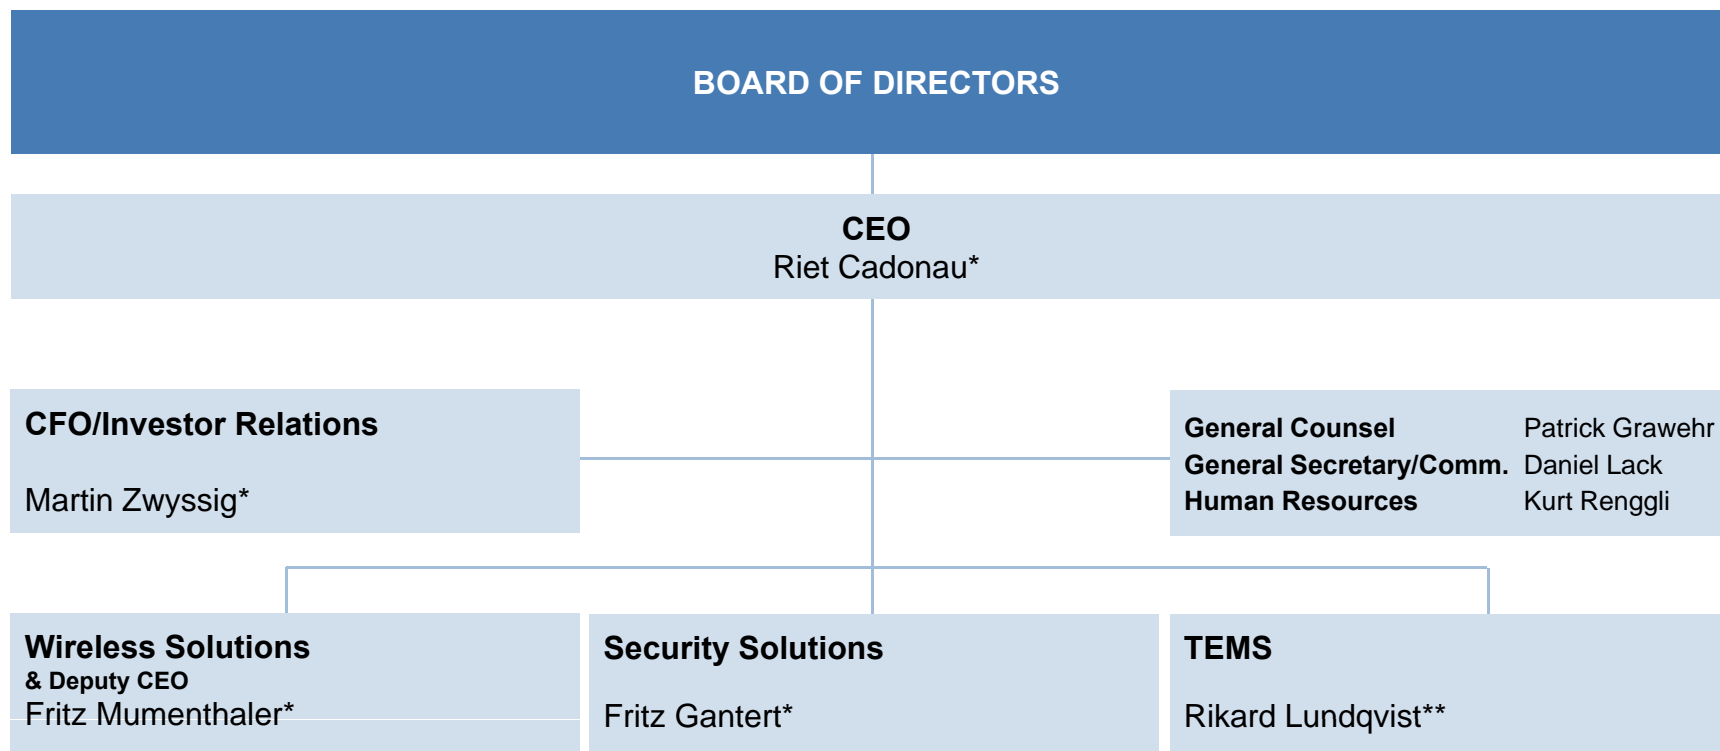 BOARD OF DIRECTORS
CEO
Riet Cadonau*
CFO/Investor Relations
Martin Zwyssig*
General Counsel Patrick Grawehr
General Secretary/Comm. Daniel Lack
Human Resources Kurt Renggli
Wireless Solutions
& Deputy CEO
Fritz Mumenthaler*
Security Solutions
Fritz Gantert*
TEMS
Rikard Lundqvist**